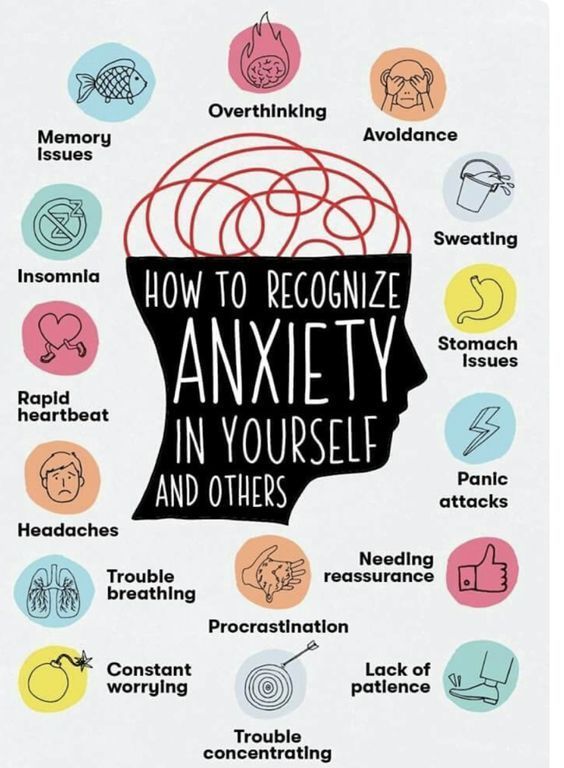 Overthinking
Memory
Issues
Avoidance
Insomnia
Sweating
HOW TO RECOGNIZE
ANXIETY
IN YOURSELF
AND OTHERS
Stomach
Issues
Rapid
heartbeat
Panic
attacks
Headaches
Trouble
breathing
Needing
reassurance
Procrastination
Constant
worrying
Lack of
patience
Trouble
concentrating